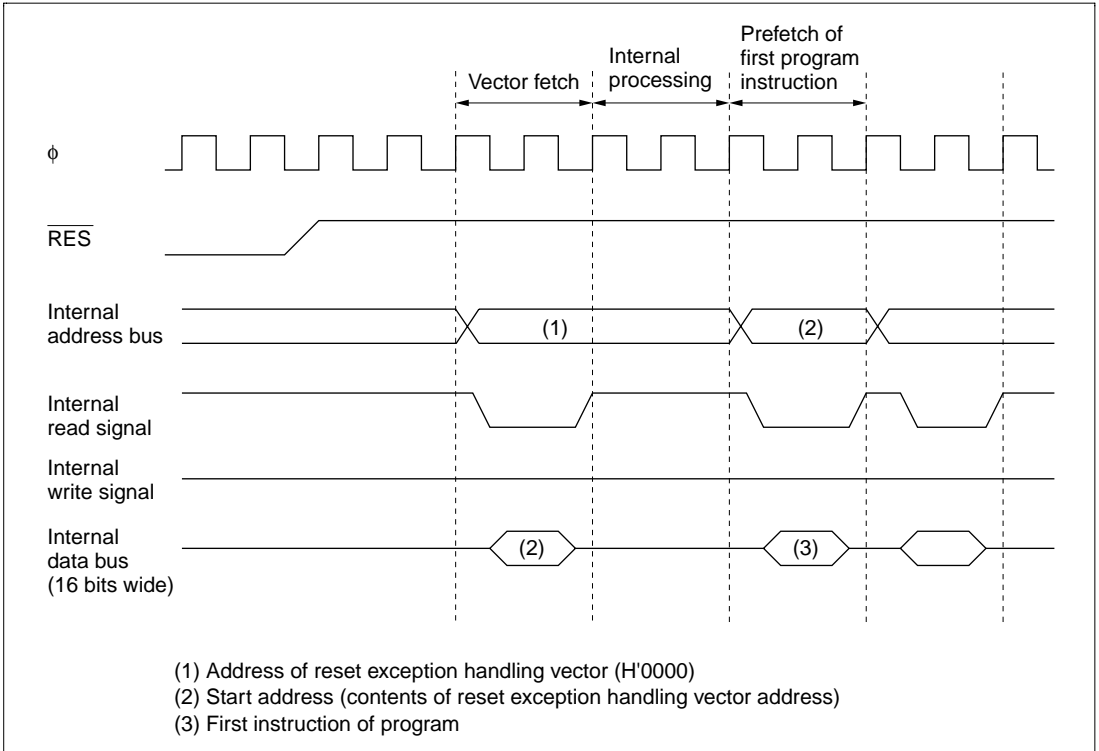 Prefetch of
first program
instruction
Internal
processing
Vector fetch
φ
RES
Internal
address bus
(1)
(2)
Internal
read signal
Internal
write signal
Internal
data bus
(16 bits wide)
(2)
(3)
(1) Address of reset exception handling vector (H'0000)
(2) Start address (contents of reset exception handling vector address)
(3) First instruction of program